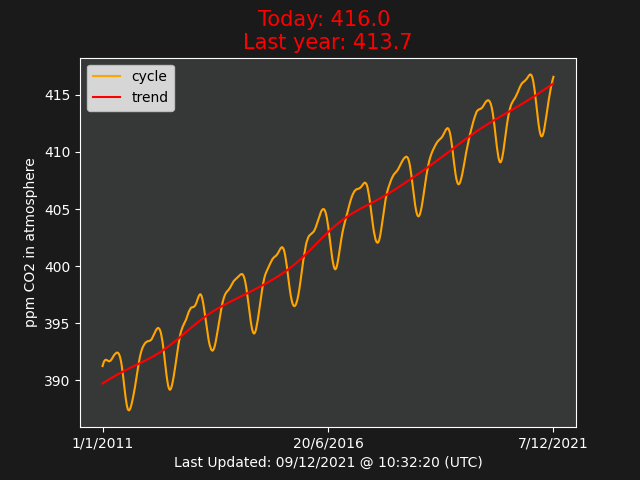 Today: 416.0
Last year: 413.7
cycle
trend
ppm CO2 in atmosphere
415
410
405
400
395
390
1/1/2011
20/6/2016
7/12/2021
Last Updated: 09/12/2021 @ 10:32:20 (UTC)